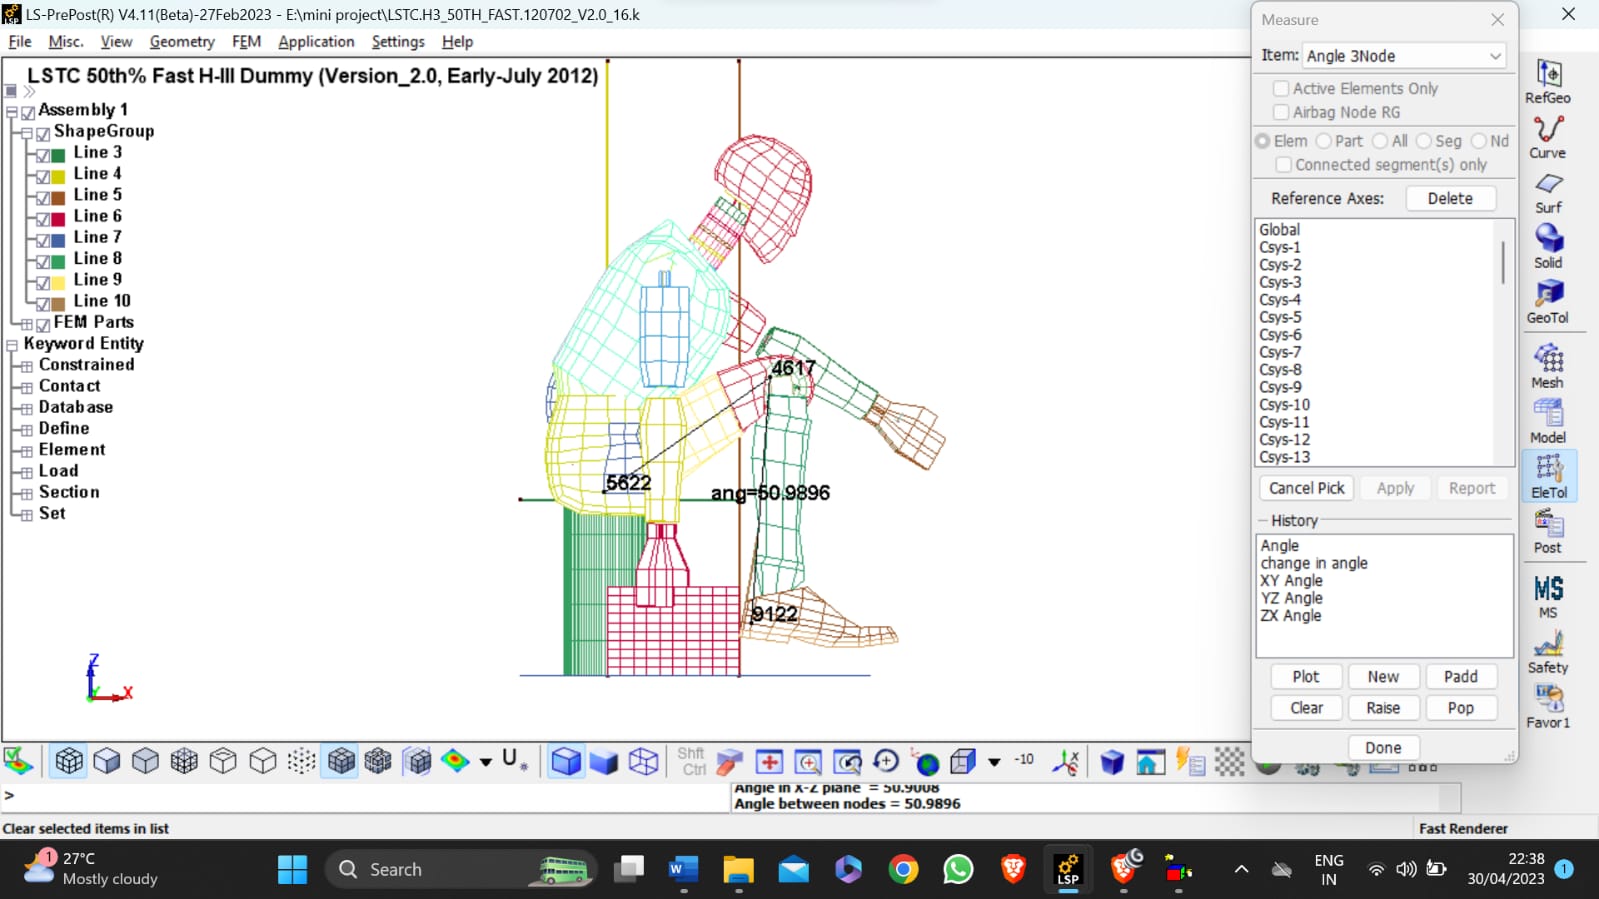 LS-PrePost(R) V4.11(Beta)-27Feb2023 - E:\mini project\LSTC.H3_50TH_FAST.120702_V2.0_16.k
File Misc. View Geometry FEM Application Settings Help
LSTC 50th% Fast H-III Dummy (Version_2.0, Early-July 2012)
Assembly 1
ShapeGroup
Line 3
Line 4
Line 5
Line 6
Line 7
Line 8
Line 9
Line 10
FEM Parts
Keyword Entity
Constrained
Contact
Database
Define
Element
Load
Section
Set
4617
5622
ang=50.9896
9122
Z
Y
X
Measure
Item: Angle 3Node
Active Elements Only
Airbag Node RG
Elem Part All Seg Nd
Connected segment(s) only
Reference Axes: Delete
Global
Csys-1
Csys-2
Csys-3
Csys-4
Csys-5
Csys-6
Csys-7
Csys-8
Csys-9
Csys-10
Csys-11
Csys-12
Csys-13
Cancel Pick Apply Report
History
Angle
change in angle
XY Angle
YZ Angle
ZX Angle
Plot New Padd
Clear Raise Pop
Done
RefGeo
Curve
Surf
Solid
GeoTol
Mesh
Model
EleTol
Post
MS
MS
Safety
Favor1
Shft
Ctrl
-10
>
Angle in X-Z plane = 50.9008
Angle between nodes = 50.9896
Clear selected items in list
Fast Renderer
1
27°C
Mostly cloudy
Search
W
LSP
ENG
IN
22:38
30/04/2023
1